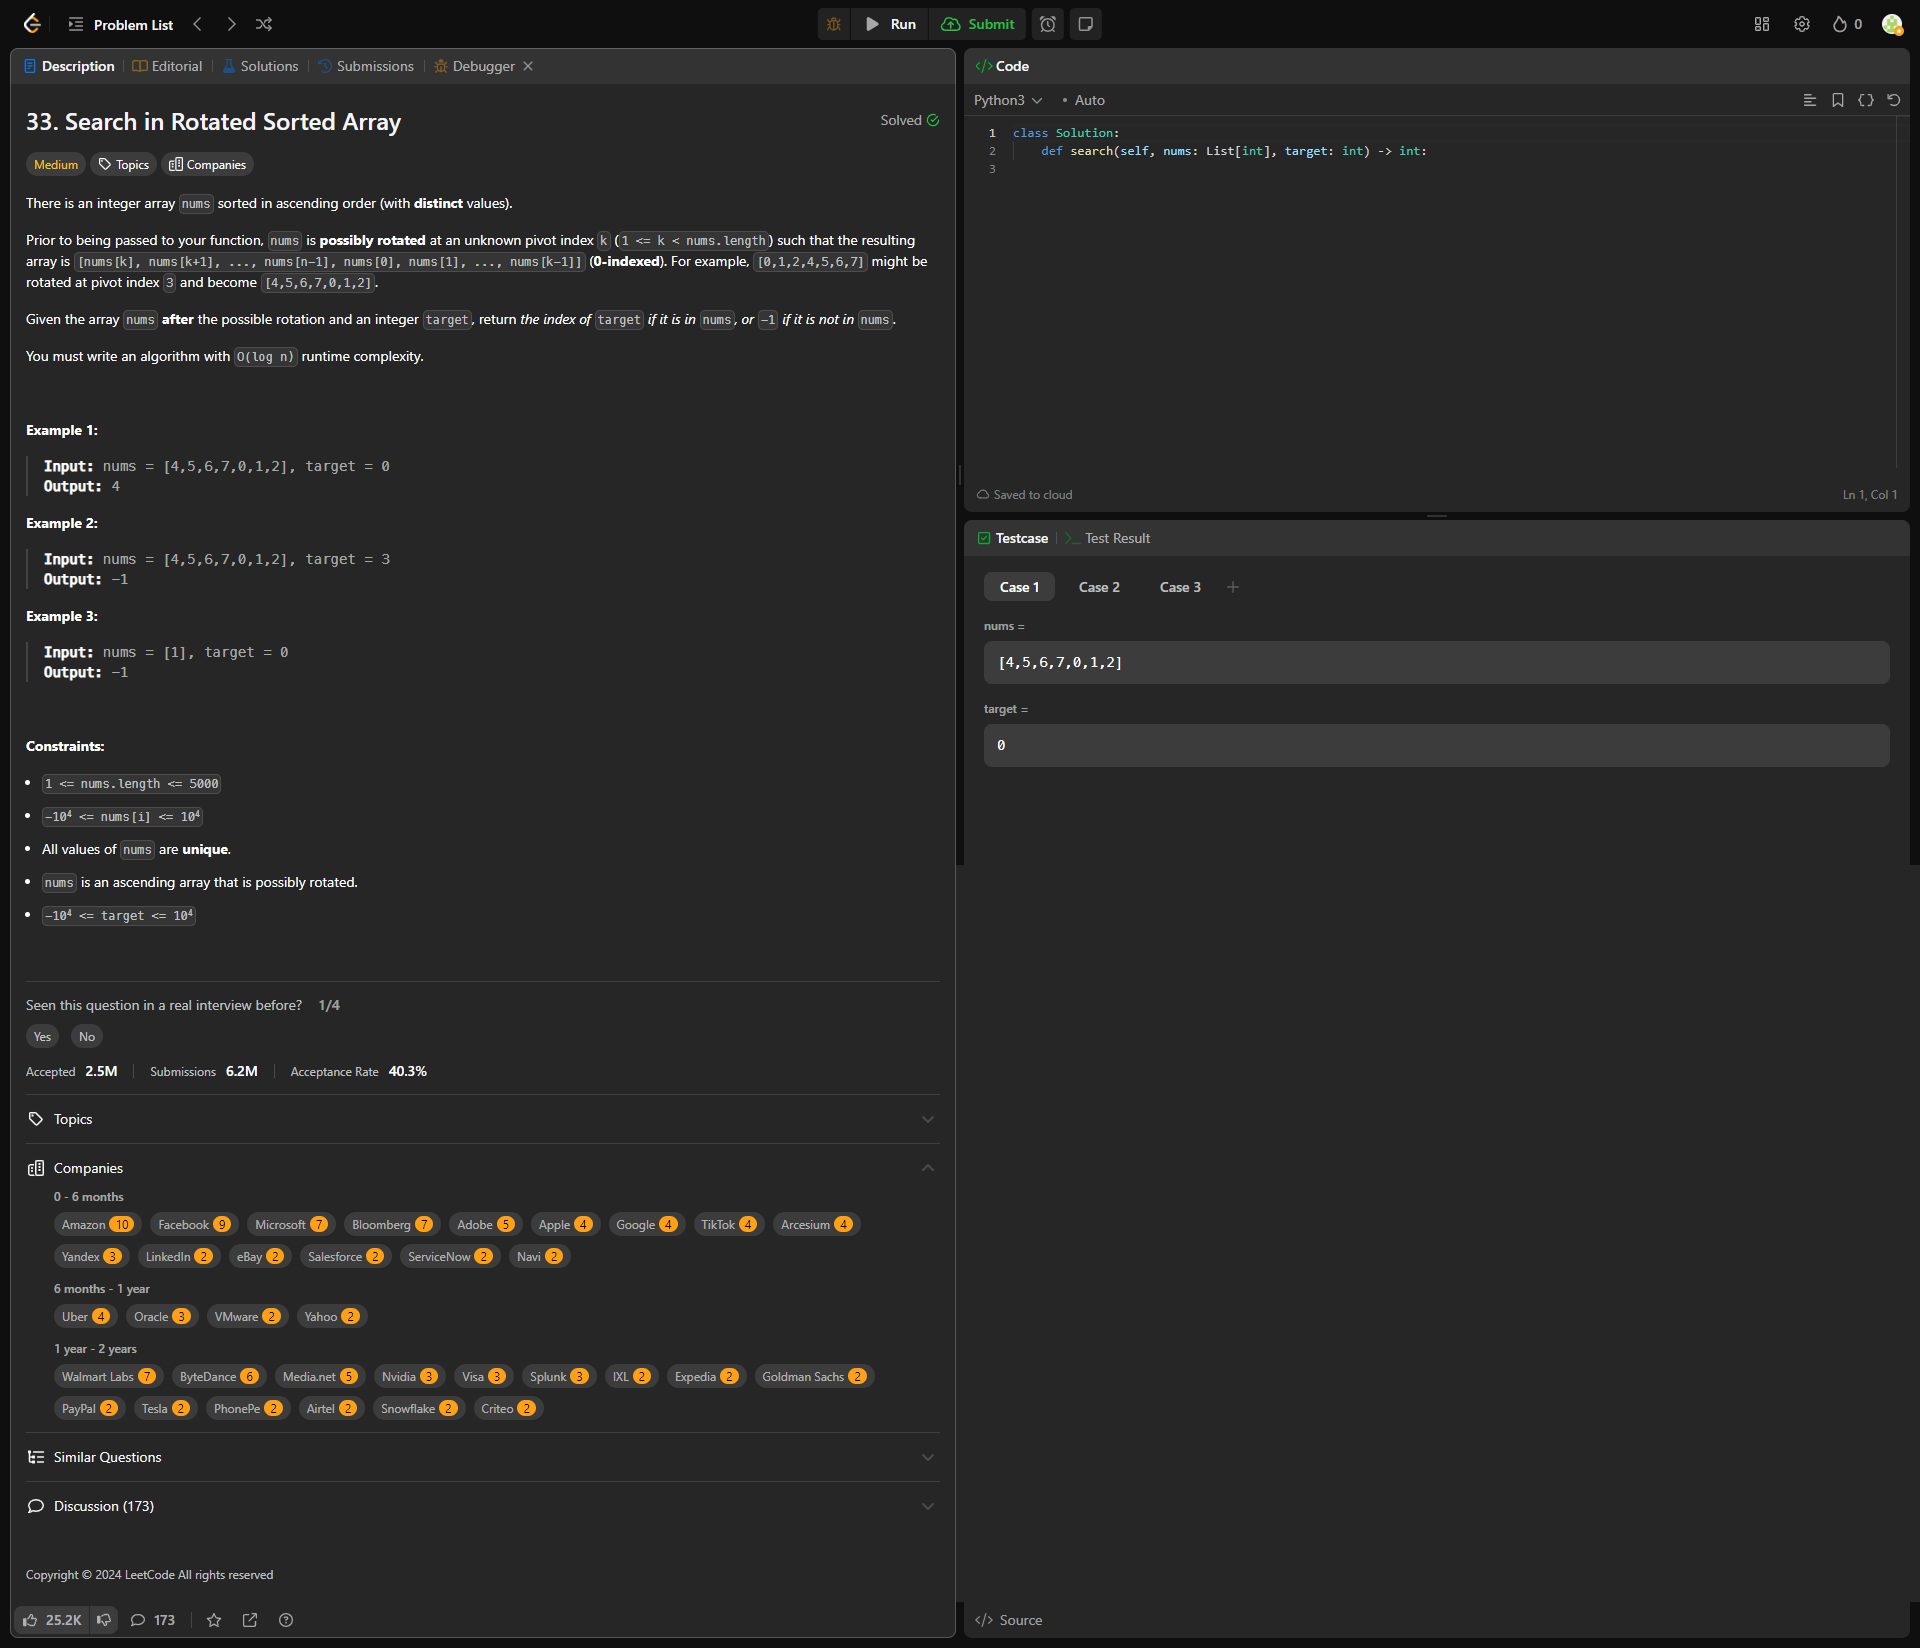 Problem List
Run
Submit
0
Description
Editorial
Solutions
Submissions
Debugger
33. Search in Rotated Sorted Array
Solved
Medium
Topics
Companies
There is an integer array nums sorted in ascending order (with distinct values).
Prior to being passed to your function, nums is possibly rotated at an unknown pivot index k (1 <= k < nums.length) such that the resulting
array is [nums[k], nums[k+1], ..., nums[n-1], nums[0], nums[1], ..., nums[k-1]] (0-indexed). For example, [0,1,2,4,5,6,7] might be
rotated at pivot index 3 and become [4,5,6,7,0,1,2].
Given the array nums after the possible rotation and an integer target, return the index of target if it is in nums, or -1 if it is not in nums.
You must write an algorithm with O(log n) runtime complexity.
Example 1:
Input: nums = [4,5,6,7,0,1,2], target = 0
Output: 4
Example 2:
Input: nums = [4,5,6,7,0,1,2], target = 3
Output: -1
Example 3:
Input: nums = [1], target = 0
Output: -1
Constraints:
• 1 <= nums.length <= 5000
• -10⁴ <= nums[i] <= 10⁴
• All values of nums are unique.
• nums is an ascending array that is possibly rotated.
• -10⁴ <= target <= 10⁴
Seen this question in a real interview before? 1/4
Yes No
Accepted 2.5M Submissions 6.2M Acceptance Rate 40.3%
Topics
Companies
0 - 6 months
Amazon 10 Facebook 9 Microsoft 7 Bloomberg 7 Adobe 5 Apple 4 Google 4 TikTok 4 Arcesium 4
Yandex 3 LinkedIn 2 eBay 2 Salesforce 2 ServiceNow 2 Navi 2
6 months - 1 year
Uber 4 Oracle 3 VMware 2 Yahoo 2
1 year - 2 years
Walmart Labs 7 ByteDance 6 Media.net 5 Nvidia 3 Visa 3 Splunk 3 IXL 2 Expedia 2 Goldman Sachs 2
PayPal 2 Tesla 2 PhonePe 2 Airtel 2 Snowflake 2 Criteo 2
Similar Questions
Discussion (173)
Copyright © 2024 LeetCode All rights reserved
25.2K 173
</> Code
Python3 • Auto
1 class Solution:
2 def search(self, nums: List[int], target: int) -> int:
3
Saved to cloud
Ln 1, Col 1
Testcase
>_ Test Result
Case 1 Case 2 Case 3 +
nums =
[4,5,6,7,0,1,2]
target =
0
</> Source